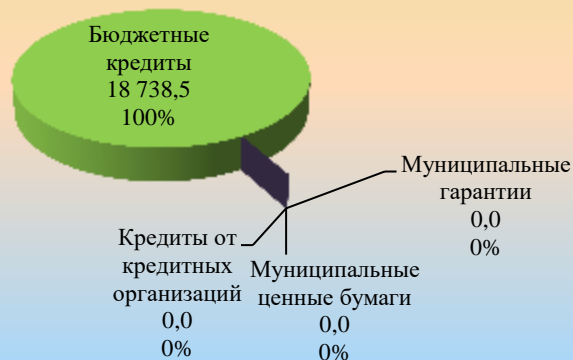 Бюджетные
кредиты
18 738,5
100%
Муниципальные
гарантии
0,0
0%
Кредиты от
кредитных
организаций
0,0
0%
Муниципальные
ценные бумаги
0,0
0%